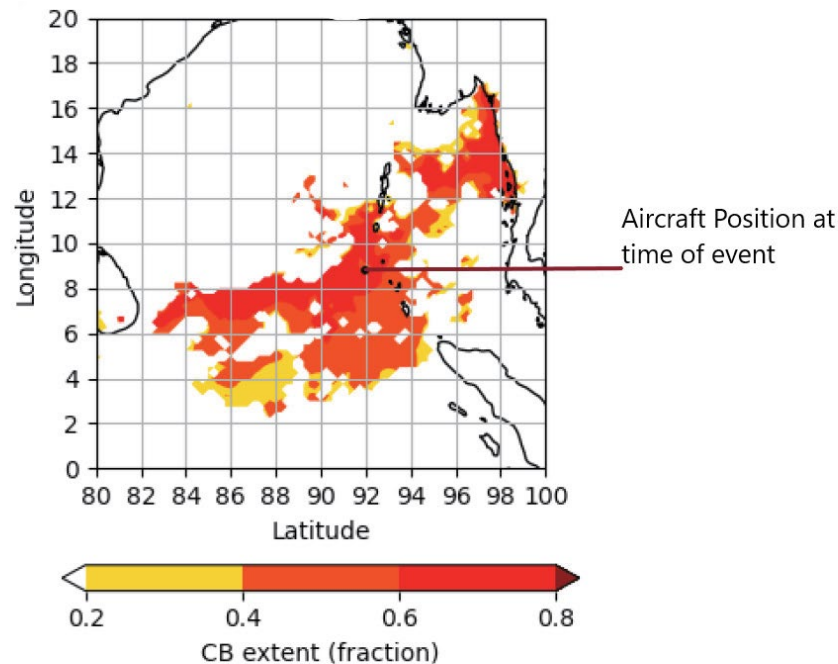 20
18
16
14
12
10
8
6
4
2
0
Longitude
80 82 84 86 88 90 92 94 96 98 100
Latitude
Aircraft Position at
time of event
0.2 0.4 0.6 0.8
CB extent (fraction)